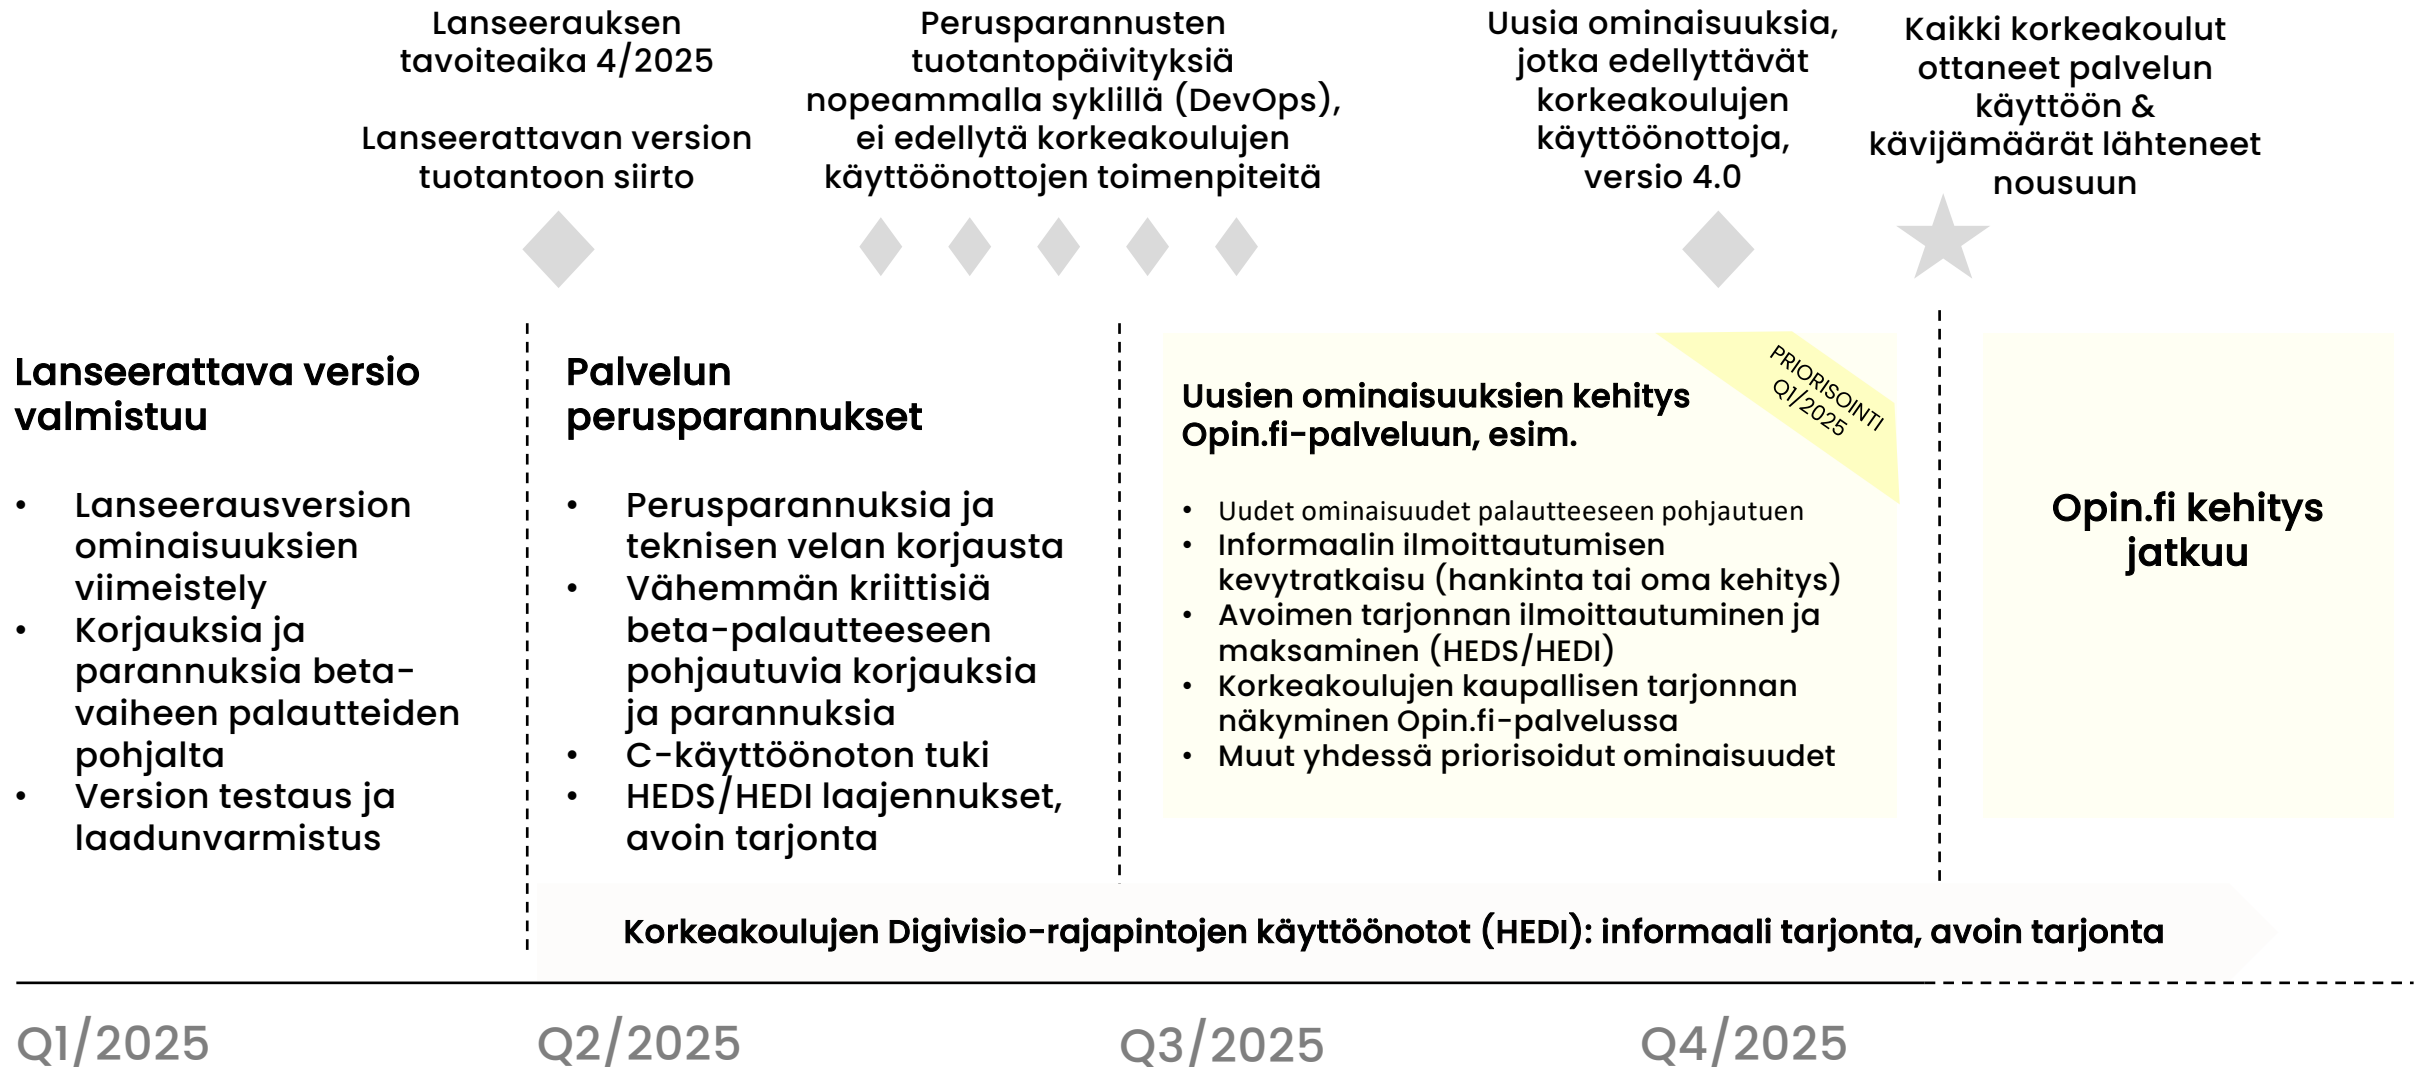 Lanseerauksen
tavoiteaika 4/2025
Lanseerattavan version
tuotantoon siirto
Perusparannusten
tuotantopäivityksiä
nopeammalla syklillä (DevOps),
ei edellytä korkeakoulujen
käyttöönottojen toimenpiteitä
Uusia ominaisuuksia,
jotka edellyttävät
korkeakoulujen
käyttöönottoja,
versio 4.0
Kaikki korkeakoulut
ottaneet palvelun
käyttöön &
kävijämäärät lähteneet
nousuun
Lanseerattava versio
valmistuu
• Lanseerausversion
ominaisuuksien
viimeistely
• Korjauksia ja
parannuksia beta-
vaiheen palautteiden
pohjalta
• Version testaus ja
laadunvarmistus
Palvelun
perusparannukset
• Perusparannuksia ja
teknisen velan korjausta
• Vähemmän kriittisiä
beta-palautteeseen
pohjautuvia korjauksia
ja parannuksia
• C-käyttöönoton tuki
• HEDS/HEDI laajennukset,
avoin tarjonta
Uusien ominaisuuksien kehitys
Opin.fi-palveluun, esim.
PRIORISOINTI
Q1/2025
• Uudet ominaisuudet palautteeseen pohjautuen
• Informaalin ilmoittautumisen
kevytratkaisu (hankinta tai oma kehitys)
• Avoimen tarjonnan ilmoittautuminen ja
maksaminen (HEDS/HEDI)
• Korkeakoulujen kaupallisen tarjonnan
näkyminen Opin.fi-palvelussa
• Muut yhdessä priorisoidut ominaisuudet
Opin.fi kehitys
jatkuu
Korkeakoulujen Digivisio-rajapintojen käyttöönotot (HEDI): informaali tarjonta, avoin tarjonta
Q1/2025
Q2/2025
Q3/2025
Q4/2025